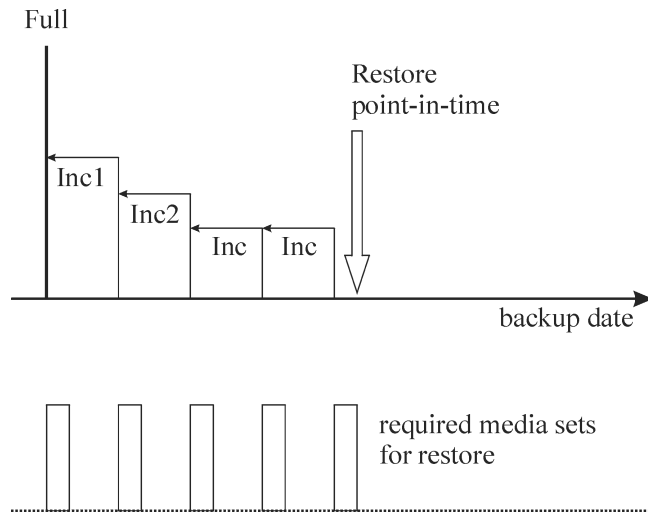 Full
Restore
point-in-time
Inc1
Inc2
Inc
Inc
backup date
required media sets
for restore